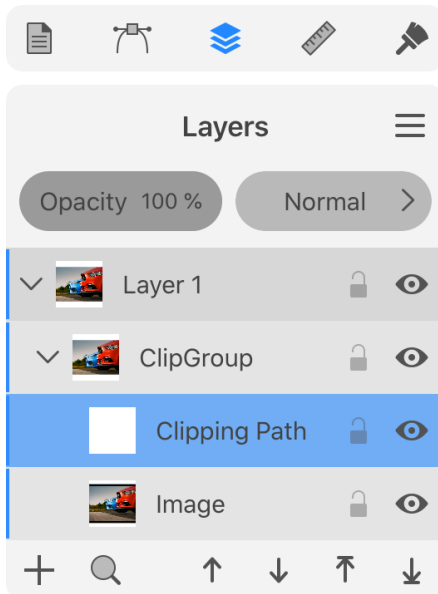 Layers
Opacity 100 % Normal
Layer 1
ClipGroup
Clipping Path
Image